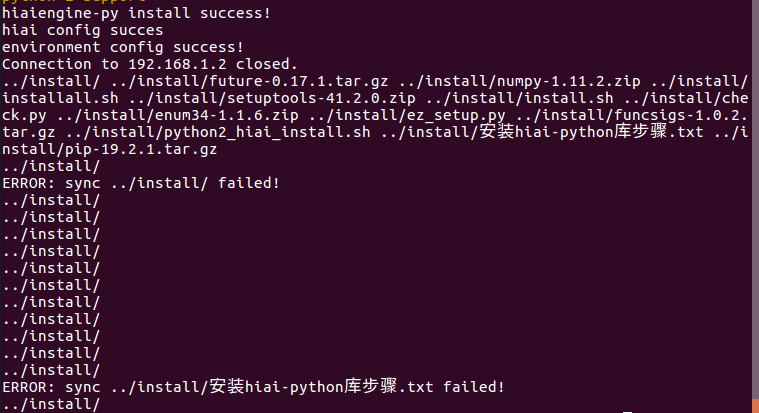 hiaiengine-py install success!
hiai config succes
environment config success!
Connection to 192.168.1.2 closed.
../install/ ../install/future-0.17.1.tar.gz ../install/numpy-1.11.2.zip ../install/
installall.sh ../install/setuptools-41.2.0.zip ../install/install.sh ../install/che
ck.py ../install/enum34-1.1.6.zip ../install/ez_setup.py ../install/funcsigs-1.0.2.
tar.gz ../install/python2_hiai_install.sh ../install/安装hiai-python库步骤.txt ../i
nstall/pip-19.2.1.tar.gz
../install/
ERROR: sync ../install/ failed!
../install/
../install/
../install/
../install/
../install/
../install/
../install/
../install/
../install/
../install/
../install/
ERROR: sync ../install/安装hiai-python库步骤.txt failed!
../install/